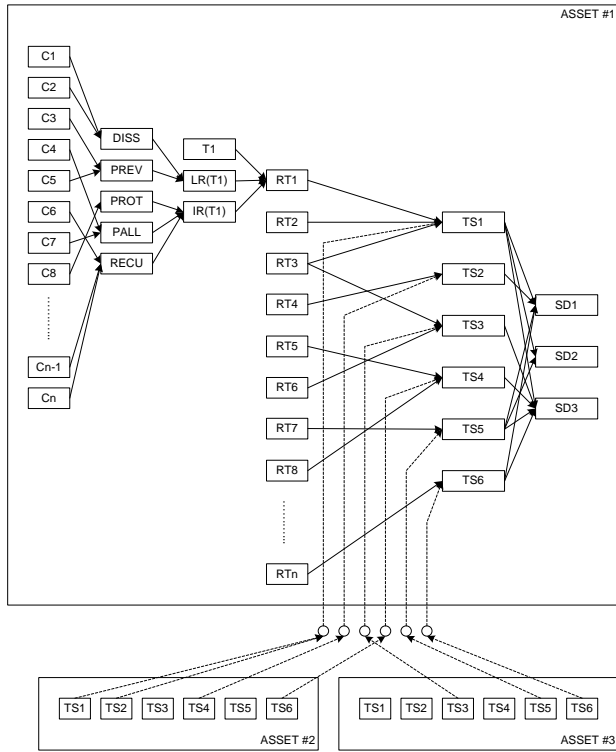 ASSET #1
C1
C2
C3
C4
C5
C6
C7
C8
Cn-1
Cn
DISS
PREV
PROT
PALL
RECU
T1
LR(T1)
IR(T1)
RT1
RT2
RT3
RT4
RT5
RT6
RT7
RT8
RTn
TS1
TS2
TS3
TS4
TS5
TS6
SD1
SD2
SD3
TS1 TS2 TS3 TS4 TS5 TS6
ASSET #2
TS1 TS2 TS3 TS4 TS5 TS6
ASSET #3